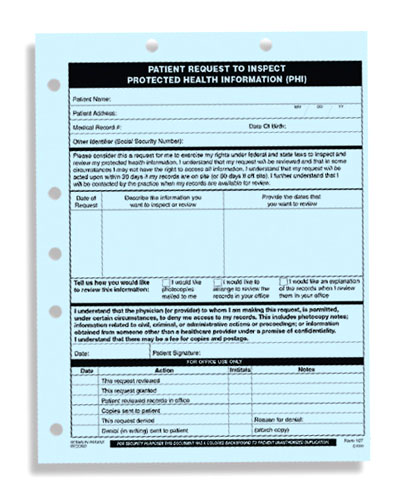 PATIENT REQUEST TO INSPECT
PROTECTED HEALTH INFORMATION (PHI)
Patient Name:
Patient Address:
Medical Record #: Date Of Birth:
Other Identifier (Social Security Number):
Please consider this a request for me to exercise my rights under federal and state laws to inspect and
review my protected health information. I understand that my request will be reviewed and that in some
circumstances I may not have the right to access all information. I understand that my request will be
acted upon within 30 days if my records are on site (or 60 days if off site). I further understand that I
will be contacted by the practice when my records are available for review.
Date of Describe the information you Provide the dates that
Request want to inspect or review you want to review
Tell us how you would like I would like I would like to I would like an explanation
to review this information: photocopies arrange to review the of the records when I review
mailed to me records in your office them in your office
I understand that the physician (or provider) to whom I am making this request, is permitted,
under certain circumstances, to deny me access to my records. This includes photocopy notes;
information related to civil, criminal, or administrative actions or proceedings; or information
obtained from someone other than a healthcare provider under a promise of confidentiality.
I understand that there may be a fee for copies and postage.
Date: Patient Signature:
FOR OFFICE USE ONLY
Date Action Initials Notes
This request reviewed
This request granted
Patient reviewed records in office
Copies sent to patient
This request denied Reason for denial:
Denial (in writing) sent to patient (attach copy)
FOR SECURITY PURPOSES THIS DOCUMENT HAS A COLORED BACKGROUND TO PREVENT UNAUTHORIZED DUPLICATION